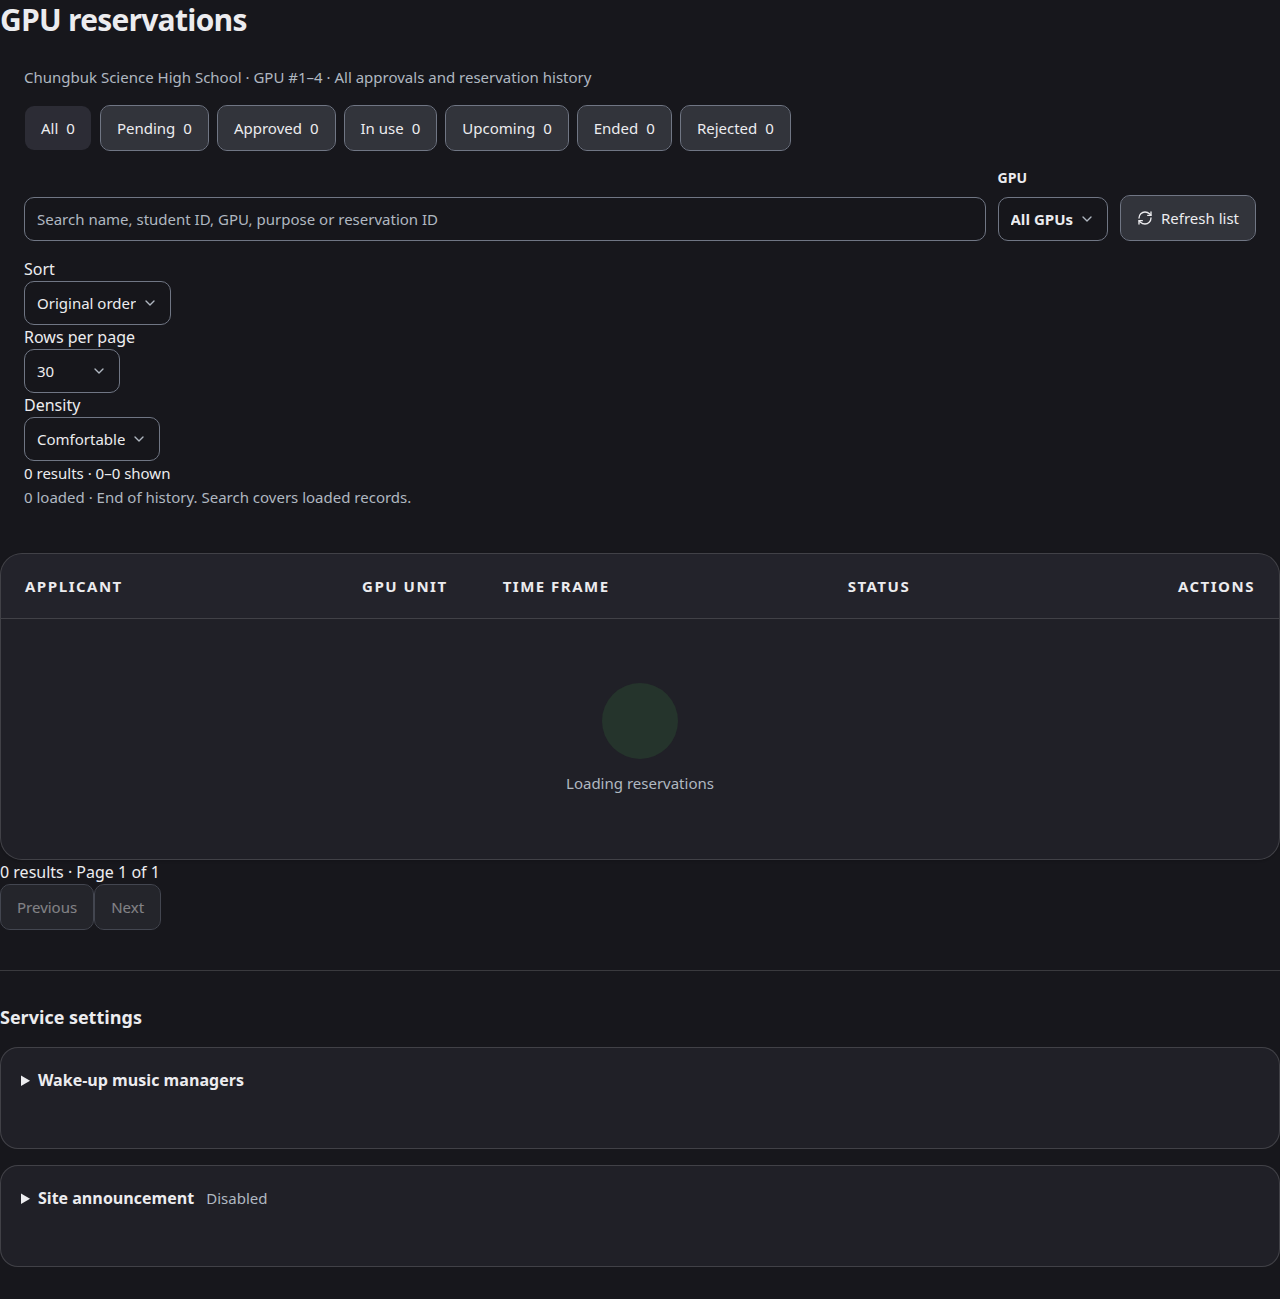 GPU reservations
Chungbuk Science High School · GPU #1–4 · All approvals and reservation history
All 0 Pending 0 Approved 0 In use 0 Upcoming 0 Ended 0 Rejected 0
GPU
Search name, student ID, GPU, purpose or reservation ID All GPUs Refresh list
Sort
Original order
Rows per page
30
Density
Comfortable
0 results · 0–0 shown
0 loaded · End of history. Search covers loaded records.
APPLICANT GPU UNIT TIME FRAME STATUS ACTIONS
Loading reservations
0 results · Page 1 of 1
Previous Next
Service settings
Wake-up music managers
Site announcement Disabled